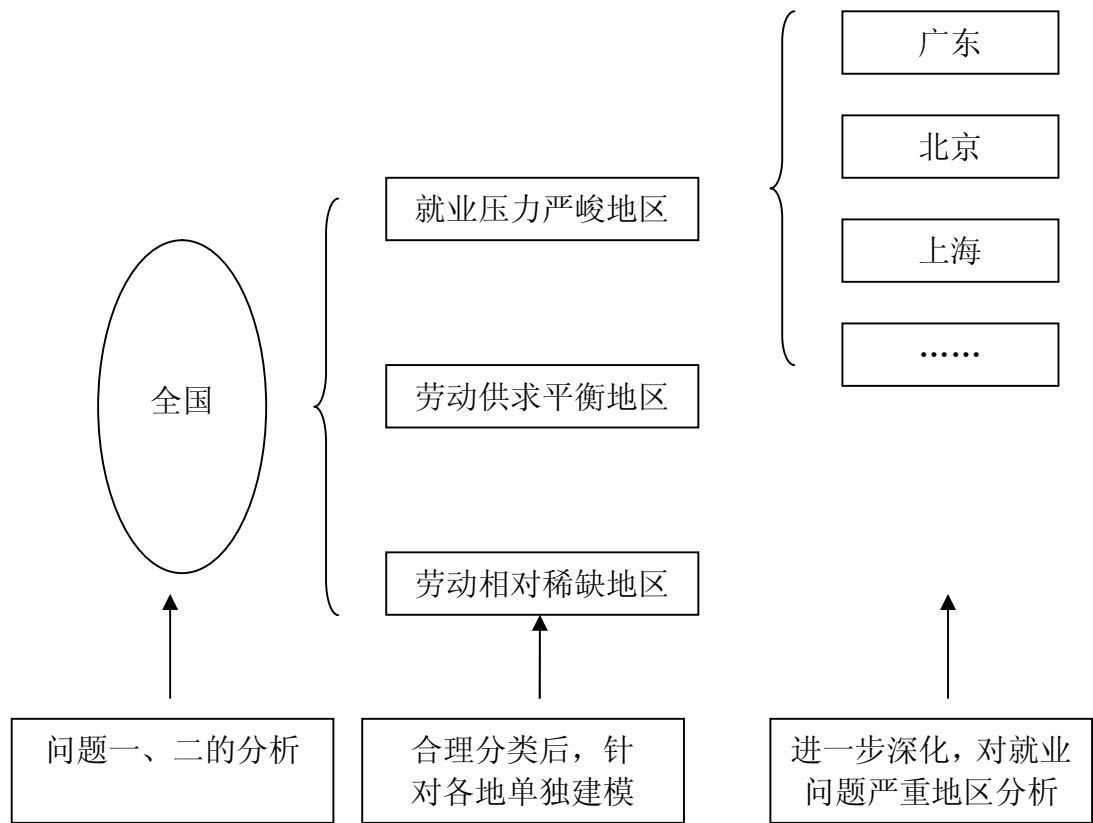 广东
北京
就业压力严峻地区
上海
……
全国
劳动供求平衡地区
劳动相对稀缺地区
问题一、二的分析
合理分类后，针
对各地单独建模
进一步深化，对就业
问题严重地区分析